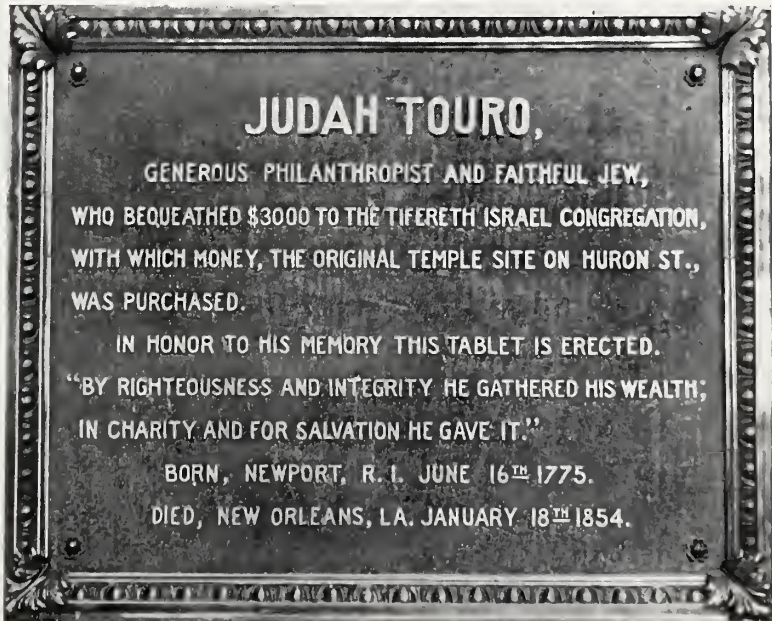 JUDAH TOURO,
GENEROUS PHILANTHROPIST AND FAITHFUL JEW,
WHO BEQUEATHED $3000 TO THE TIFERETH ISRAEL CONGREGATION,
WITH WHICH MONEY, THE ORIGINAL TEMPLE SITE ON HURON ST.,
WAS PURCHASED.
IN HONOR TO HIS MEMORY THIS TABLET IS ERECTED.
"BY RIGHTEOUSNESS AND INTEGRITY HE GATHERED HIS WEALTH;
IN CHARITY AND FOR SALVATION HE GAVE IT."
BORN, NEWPORT, R. I. JUNE 16TH 1775.
DIED, NEW ORLEANS, LA. JANUARY 18TH 1854.